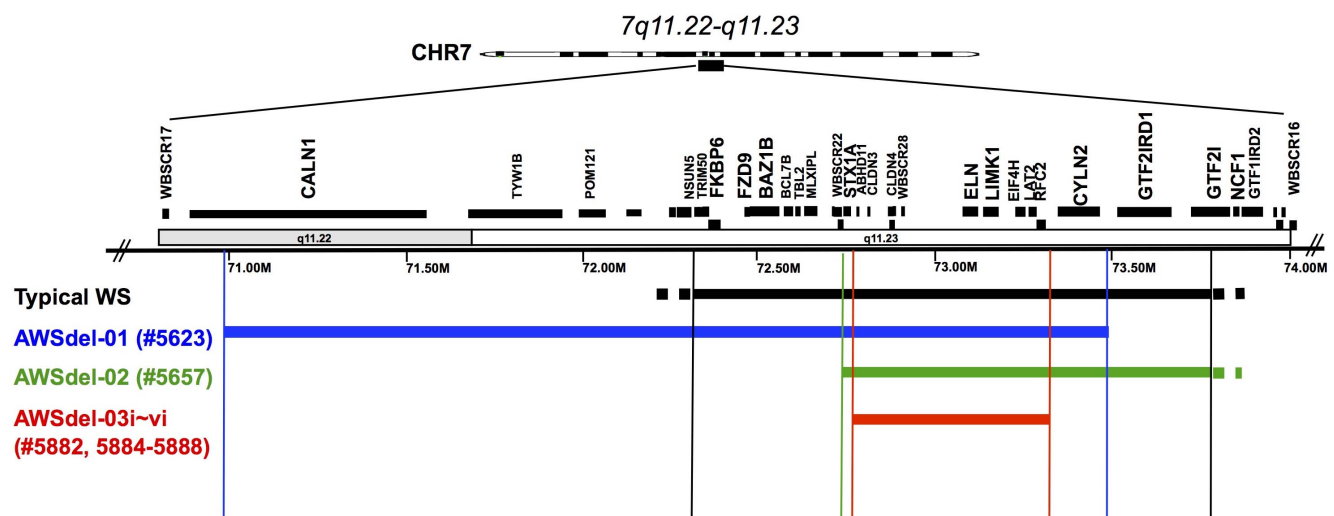 7q11.22-q11.23
CHR7
WBSCR17
CALN1
TYW1B
POM121
NSUN5
TRIM50
FKBP6
FZD9
BAZ1B
BCL7B
TBL2
MLXIPL
WBSCR22
STX1A
ABHD11
CLDN3
CLDN4
WBSCR28
ELN
LIMK1
EIF4H
LAT2
RFC2
CYLN2
GTF2IRD1
GTF2I
NCF1
GTF1IRD2
WBSCR16
q11.22 q11.23
71.00M 71.50M 72.00M 72.50M 73.00M 73.50M 74.00M
Typical WS
AWSdel-01 (#5623)
AWSdel-02 (#5657)
AWSdel-03i~vi
(#5882, 5884-5888)